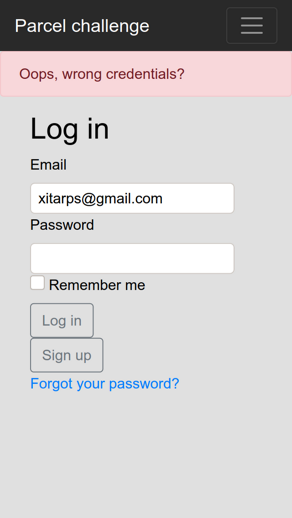 Parcel challenge
Oops, wrong credentials?
Log in
Email
xitarps@gmail.com
Password
Remember me
Log in
Sign up
Forgot your password?